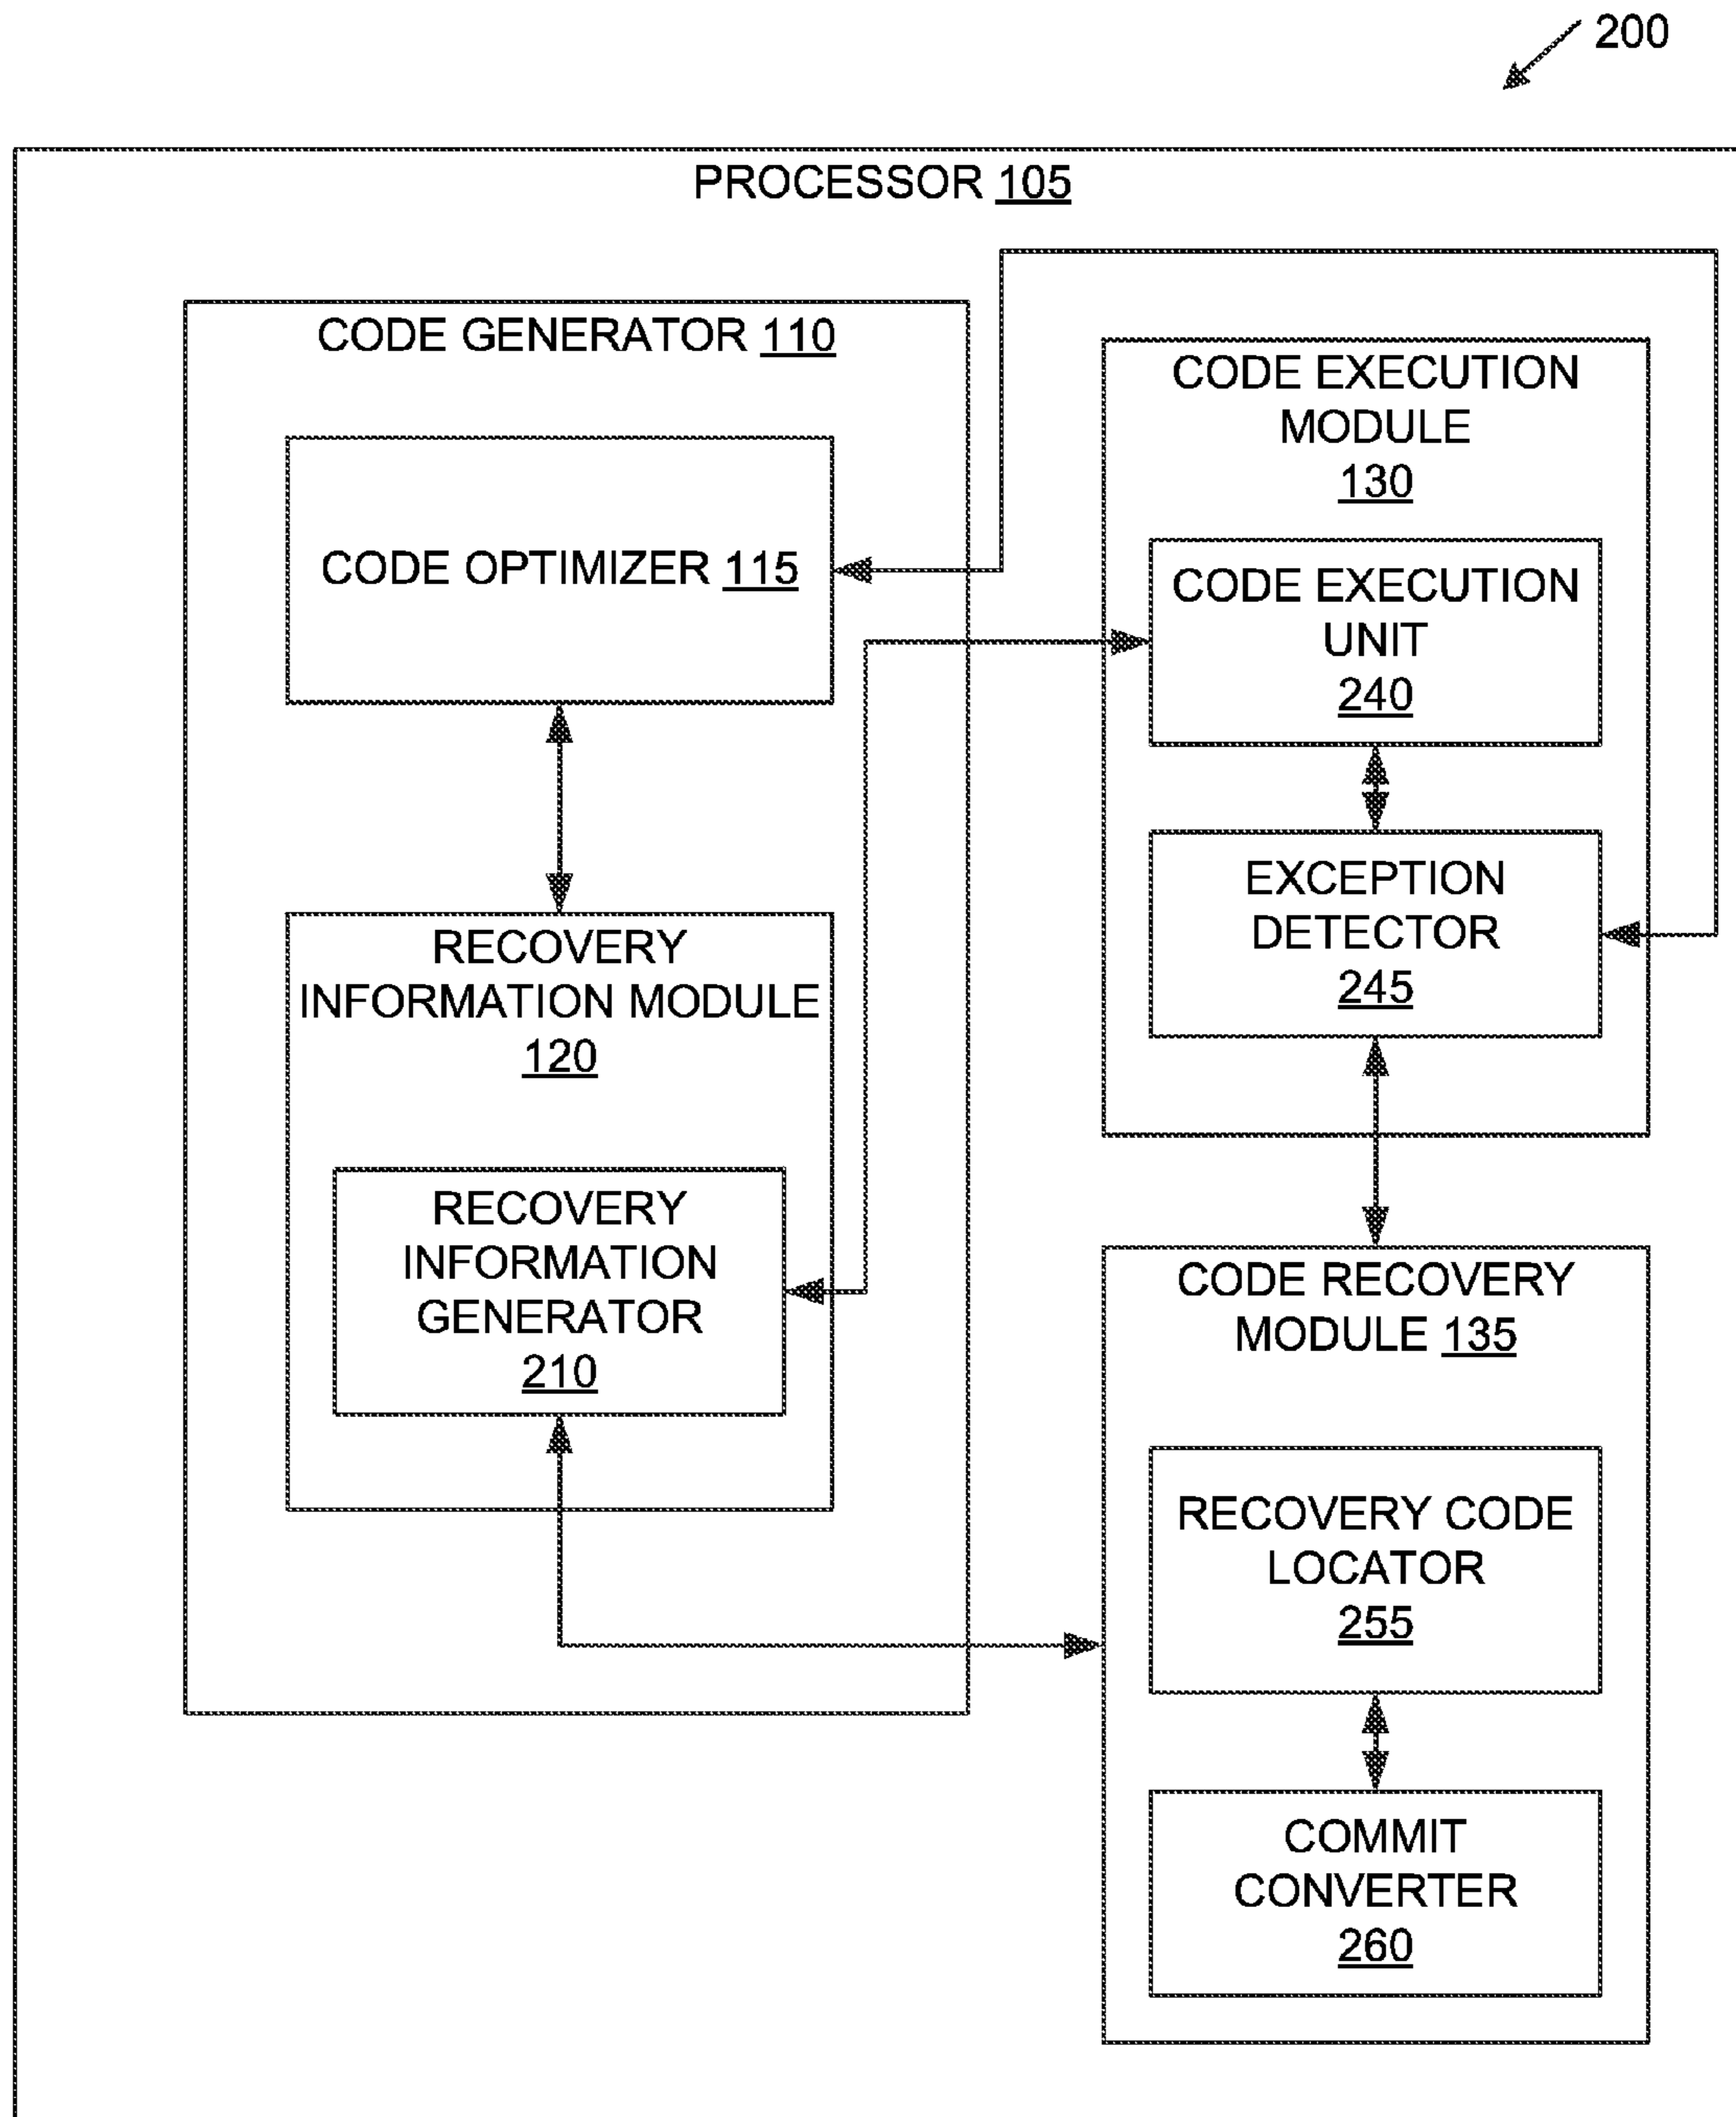 200
PROCESSOR 105
CODE GENERATOR 110
CODE OPTIMIZER 115
RECOVERY
INFORMATION MODULE
120
RECOVERY
INFORMATION
GENERATOR
210
CODE EXECUTION
MODULE
130
CODE EXECUTION
UNIT
240
EXCEPTION
DETECTOR
245
CODE RECOVERY
MODULE 135
RECOVERY CODE
LOCATOR
255
COMMIT
CONVERTER
260